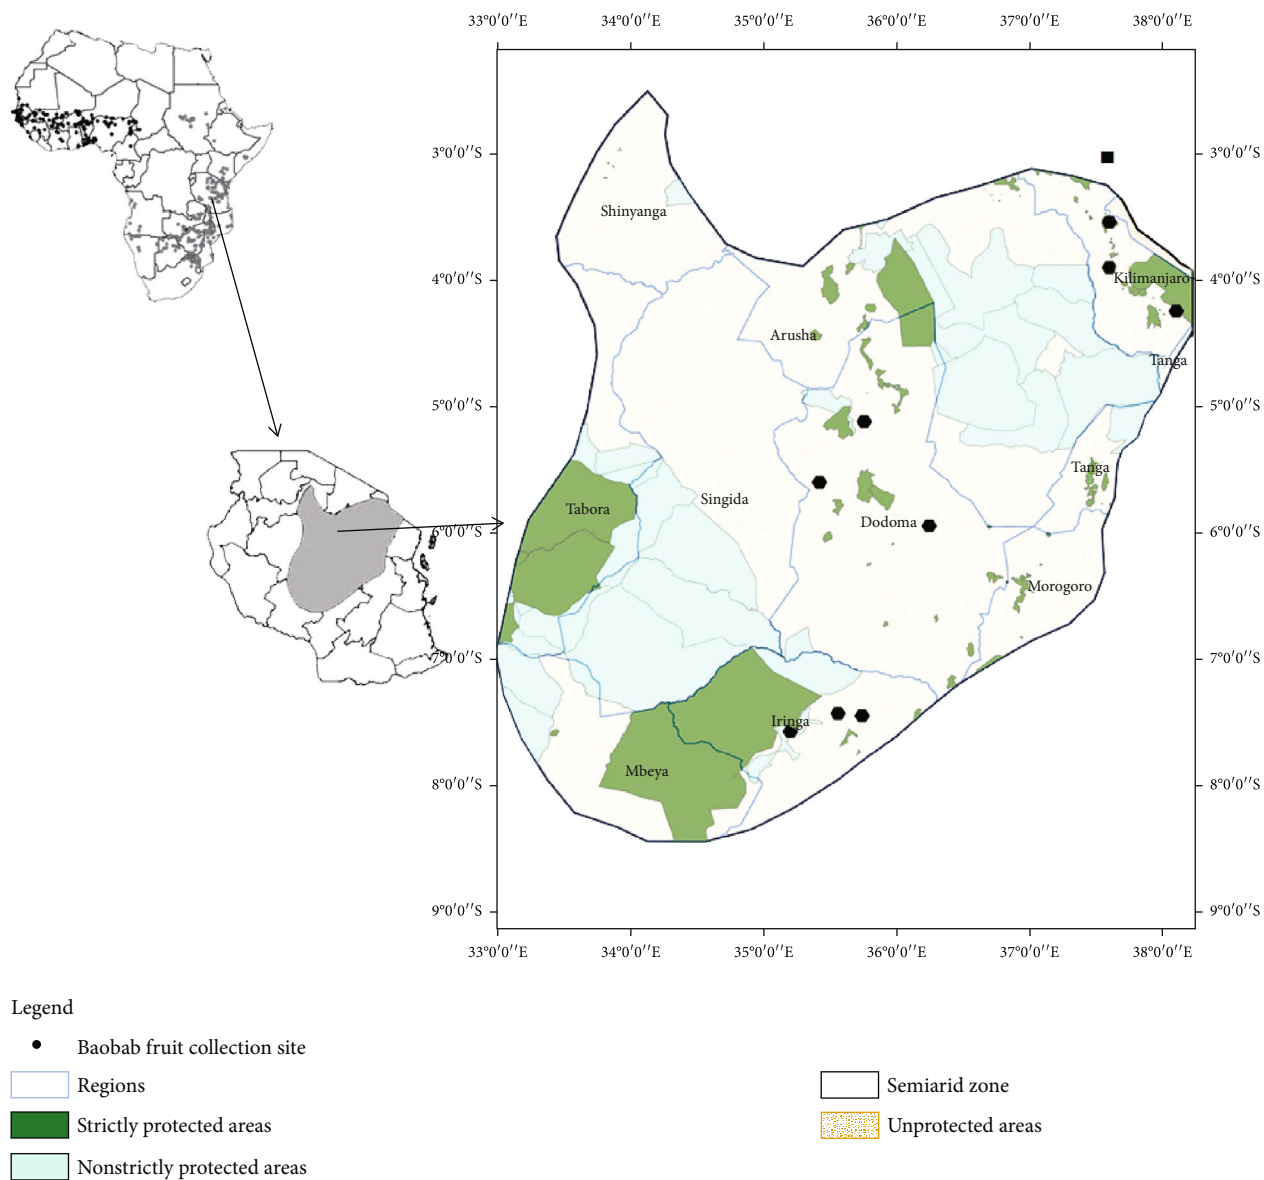 33°0′0′′E 34°0′0′′E 35°0′0′′E 36°0′0′′E 37°0′0′′E 38°0′0′′E
3°0′0′′S 3°0′0′′S
Shinyanga
4°0′0′′S Kilimanjaro 4°0′0′′S
Arusha
Tanga
5°0′0′′S 5°0′0′′S
Tanga
Singida
Tabora
Dodoma
6°0′0′′S 6°0′0′′S
Morogoro
7°0′0′′S 7°0′0′′S
Iringa
Mbeya
8°0′0′′S 8°0′0′′S
9°0′0′′S 9°0′0′′S
33°0′0′′E 34°0′0′′E 35°0′0′′E 36°0′0′′E 37°0′0′′E 38°0′0′′E
Legend
Baobab fruit collection site
Regions
Strictly protected areas
Nonstrictly protected areas
Semiarid zone
Unprotected areas